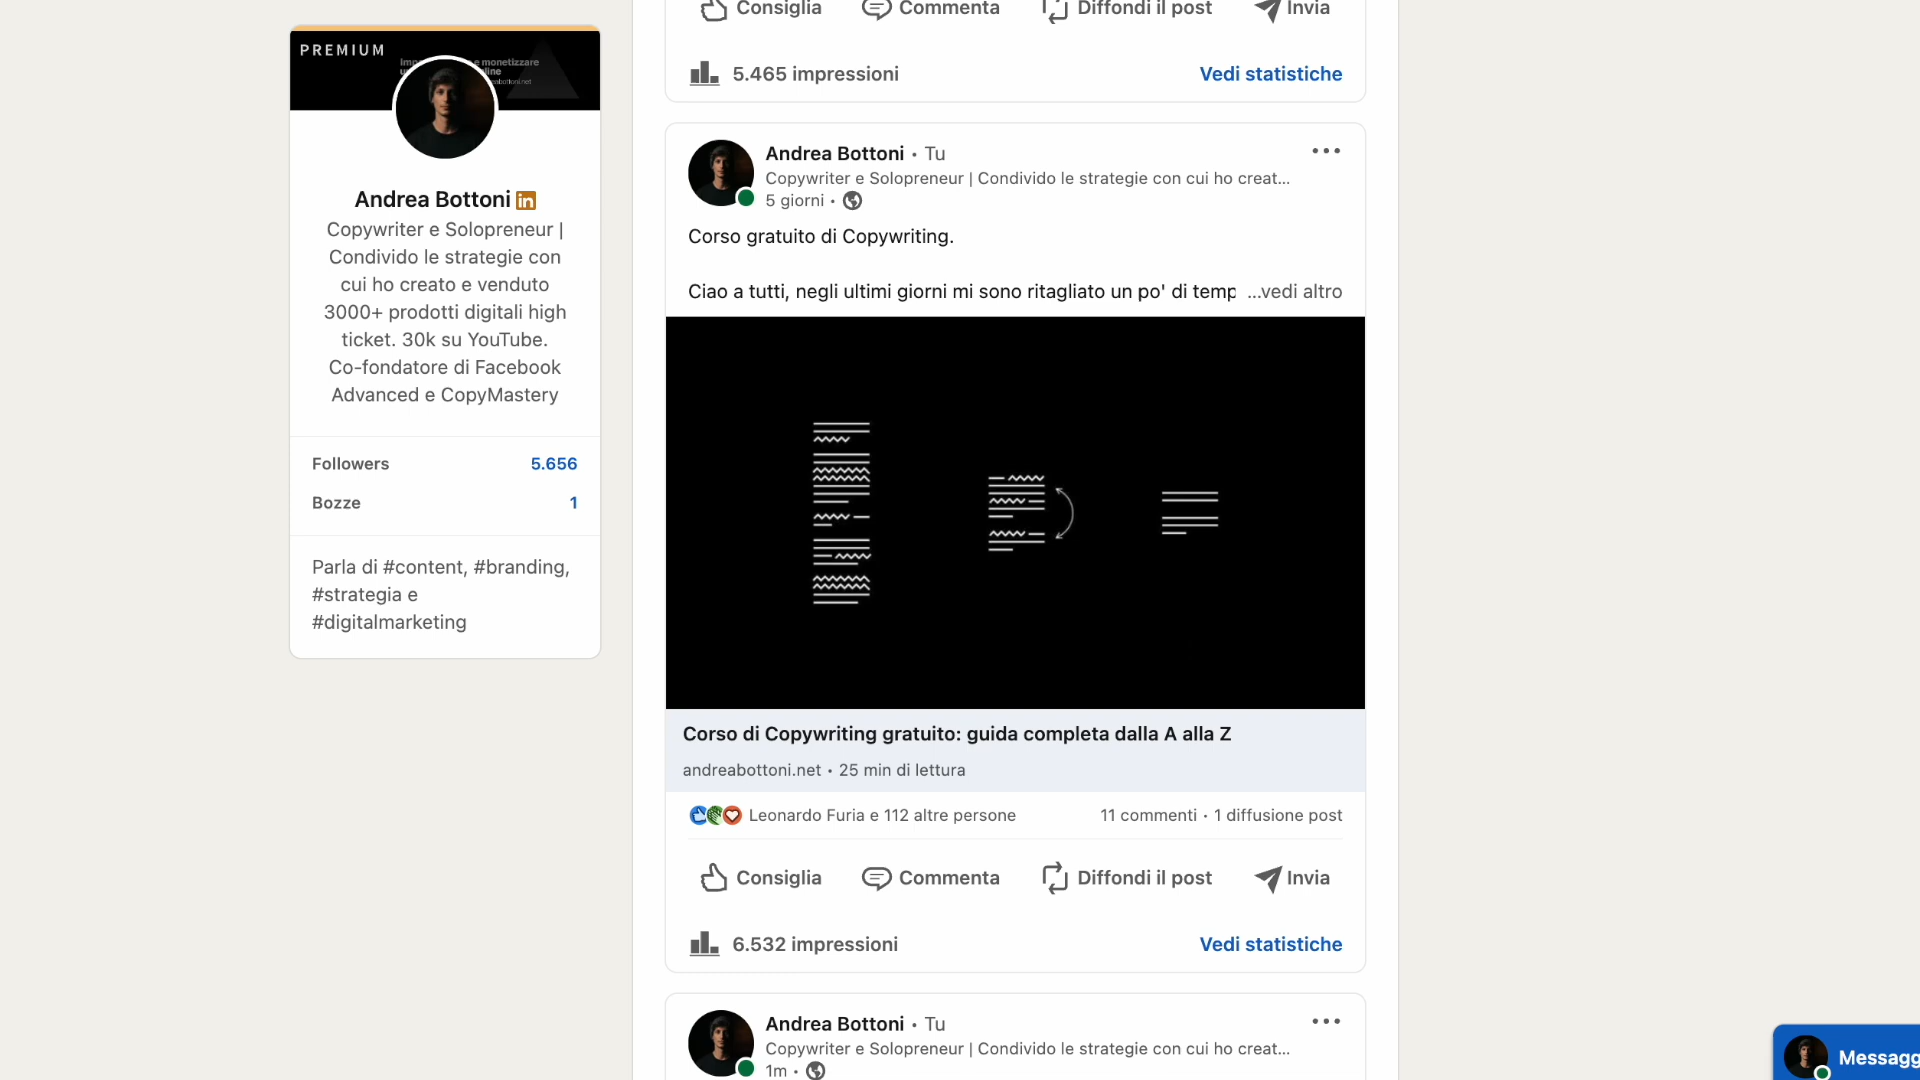 PREMIUM
e monetizzare
Andrea Bottoni
Copywriter e Solopreneur |
Condivido le strategie con
cui ho creato e venduto
3000+ prodotti digitali high
ticket. 30k su YouTube.
Co-fondatore di Facebook
Advanced e CopyMastery
Followers 5.656
Bozze 1
Parla di #content, #branding,
#strategia e
#digitalmarketing
Consiglia Commenta Diffondi il post Invia
5.465 impressioni Vedi statistiche
Andrea Bottoni • Tu
Copywriter e Solopreneur | Condivido le strategie con cui ho creat...
5 giorni •
Corso gratuito di Copywriting.
Ciao a tutti, negli ultimi giorni mi sono ritagliato un po' di temp ...vedi altro
Corso di Copywriting gratuito: guida completa dalla A alla Z
andreabottoni.net • 25 min di lettura
Leonardo Furia e 112 altre persone 11 commenti • 1 diffusione post
Consiglia Commenta Diffondi il post Invia
6.532 impressioni Vedi statistiche
Andrea Bottoni • Tu
Copywriter e Solopreneur | Condivido le strategie con cui ho creat...
1m •
Messagg